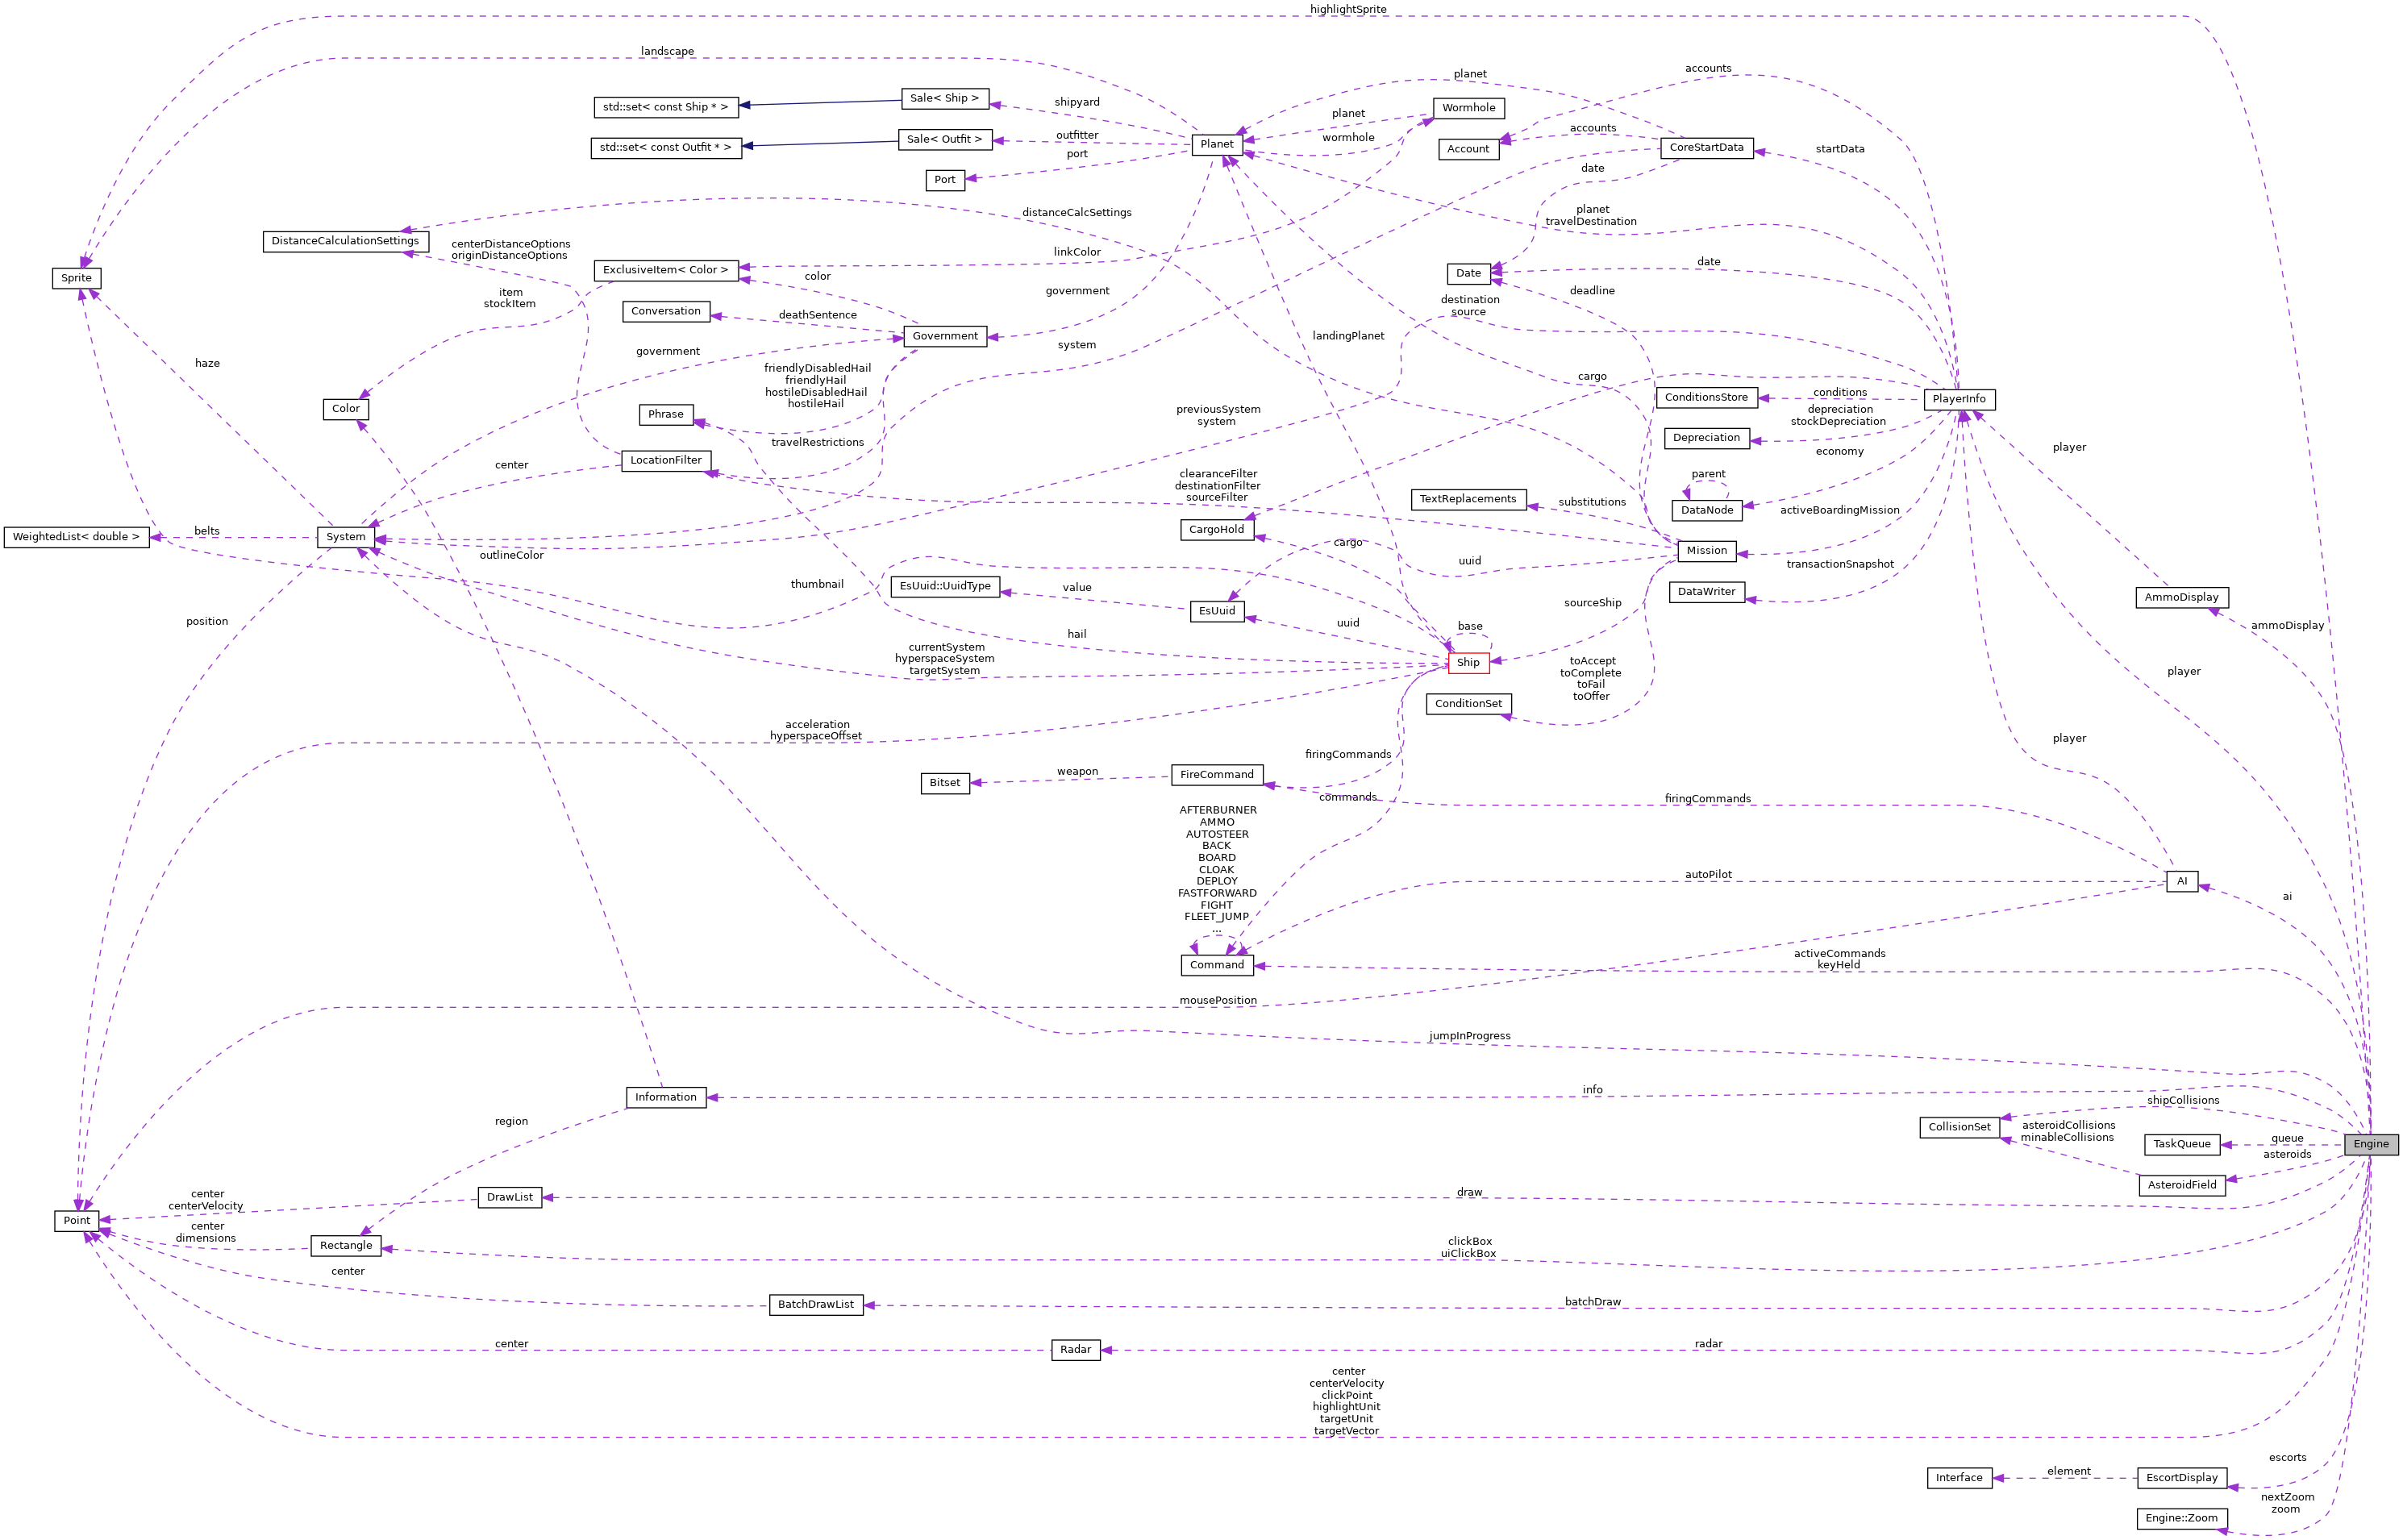 highlightSprite
landscape
accounts
planet
shipyard
Sale< Ship >
std::set< const Ship * >
Wormhole
planet
accounts
outfitter
Sale< Outfit >
std::set< const Outfit * >
wormhole
Planet
Account
CoreStartData
startData
port
Port
date
distanceCalcSettings
planet
travelDestination
DistanceCalculationSettings
centerDistanceOptions
originDistanceOptions
linkColor
date
ExclusiveItem< Color >
color
Date
Sprite
item
stockItem
government
deadline
destination
source
Conversation
deathSentence
Government
landingPlanet
system
government
haze
friendlyDisabledHail
friendlyHail
hostileDisabledHail
hostileHail
cargo
ConditionsStore
conditions
PlayerInfo
Color
Phrase
previousSystem
system
depreciation
stockDepreciation
Depreciation
travelRestrictions
player
economy
LocationFilter
center
clearanceFilter
destinationFilter
sourceFilter
parent
TextReplacements
substitutions
DataNode
activeBoardingMission
CargoHold
belts
WeightedList< double >
System
cargo
Mission
outlineColor
uuid
transactionSnapshot
thumbnail
EsUuid::UuidType
value
DataWriter
AmmoDisplay
EsUuid
sourceShip
position
uuid
base
ammoDisplay
hail
currentSystem
hyperspaceSystem
targetSystem
Ship
toAccept
toComplete
toFail
toOffer
player
ConditionSet
acceleration
hyperspaceOffset
player
firingCommands
Bitset
weapon
FireCommand
commands
firingCommands
AFTERBURNER
AMMO
AUTOSTEER
BACK
BOARD
CLOAK
DEPLOY
FASTFORWARD
FIGHT
FLEET_JUMP
...
autoPilot
AI
ai
Command
activeCommands
keyHeld
mousePosition
jumpInProgress
info
Information
shipCollisions
region
CollisionSet
asteroidCollisions
minableCollisions
TaskQueue
queue
Engine
asteroids
AsteroidField
DrawList
draw
center
centerVelocity
Point
center
dimensions
Rectangle
clickBox
uiClickBox
center
BatchDrawList
batchDraw
center
Radar
radar
center
centerVelocity
clickPoint
highlightUnit
targetUnit
targetVector
escorts
Interface
element
EscortDisplay
nextZoom
zoom
Engine::Zoom